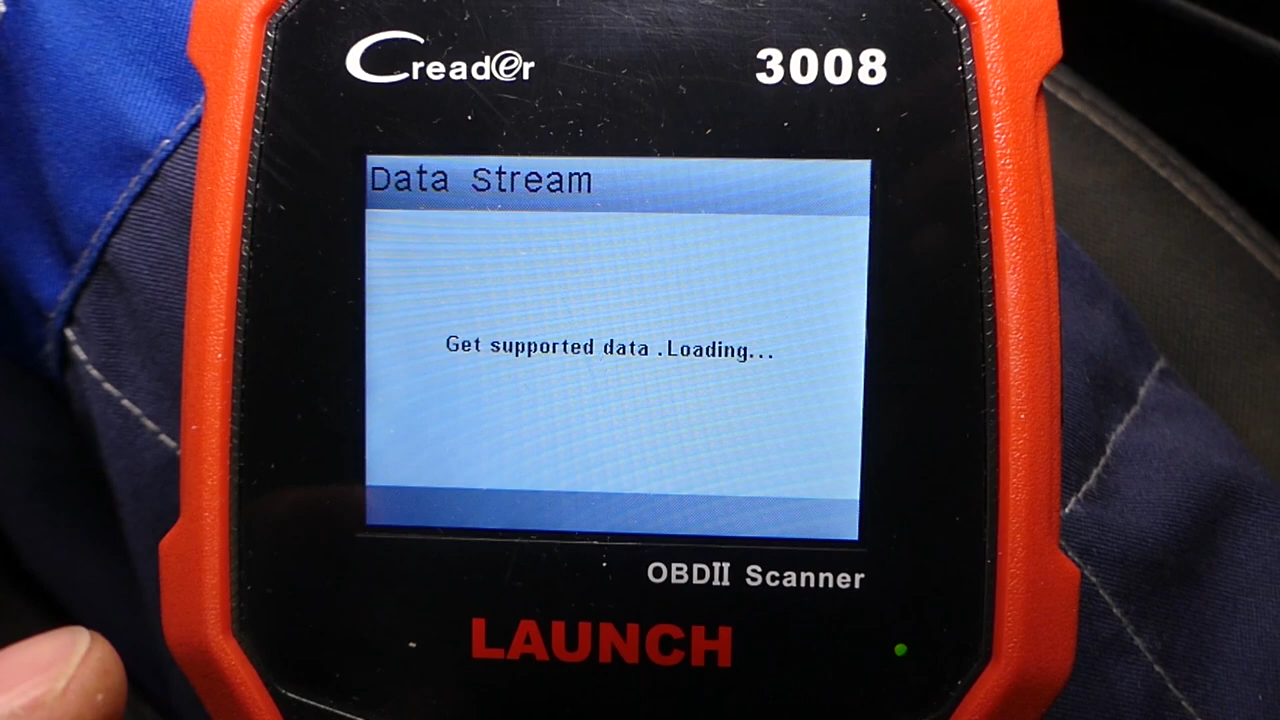 Creader 3008
Data Stream
Get supported data .Loading...
OBDII Scanner
LAUNCH